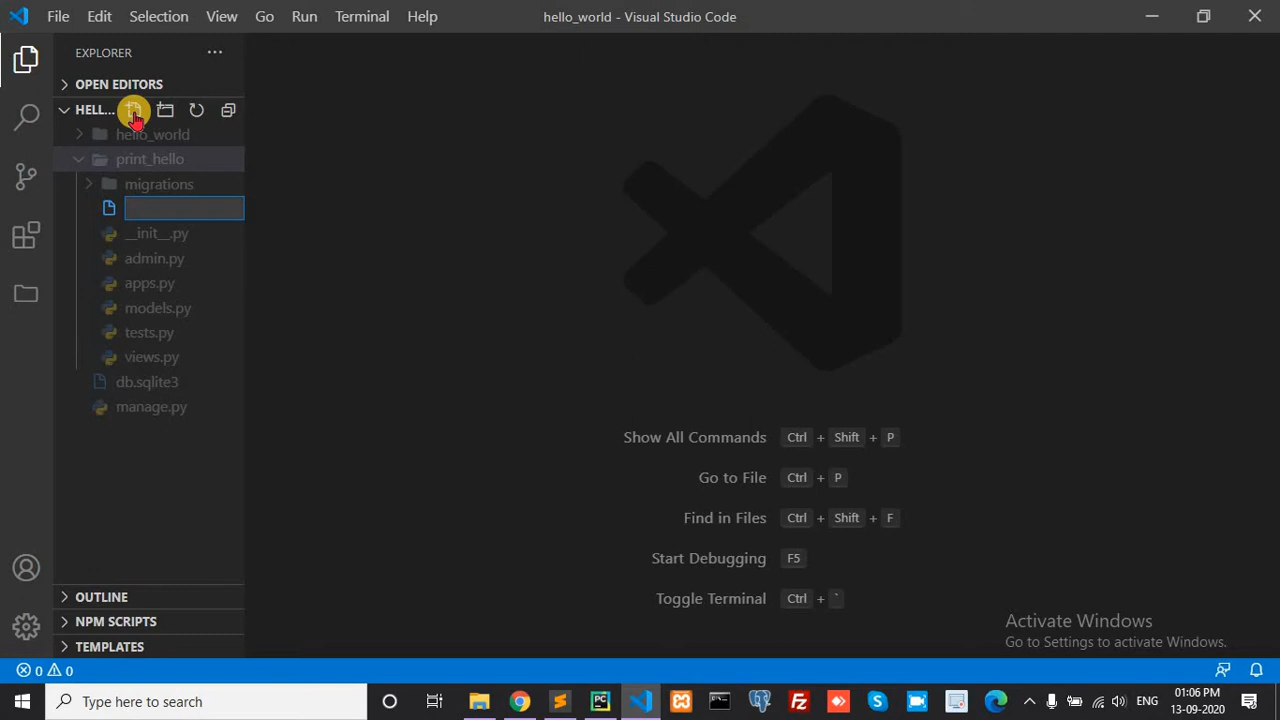 File Edit Selection View Go Run Terminal Help
hello_world - Visual Studio Code
EXPLORER
OPEN EDITORS
HELL...
hello_world
print_hello
migrations
__init__.py
admin.py
apps.py
models.py
tests.py
views.py
db.sqlite3
manage.py
Show All Commands Ctrl + Shift + P
Go to File Ctrl + P
Find in Files Ctrl + Shift + F
Start Debugging F5
Toggle Terminal Ctrl + `
OUTLINE
NPM SCRIPTS
TEMPLATES
Activate Windows
Go to Settings to activate Windows.
0 0
Type here to search
ENG
01:06 PM
13-09-2020